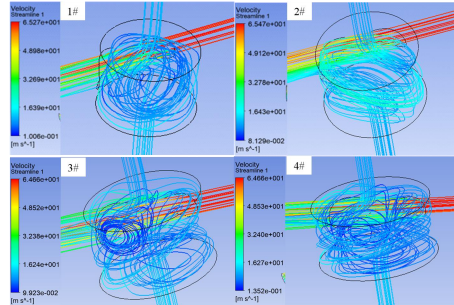 Velocity
Streamline 1
1#
6.527e+001
4.896e+001
3.269e+001
1.639e+001
1.006e-001
[m s^-1]
Velocity
Streamline 1
2#
6.547e+001
4.912e+001
3.278e+001
1.643e+001
8.129e-002
[m s^-1]
Velocity
Streamline 1
3#
6.466e+001
4.852e+001
3.238e+001
1.624e+001
9.923e-002
[m s^-1]
Velocity
Streamline 1
4#
6.466e+001
4.853e+001
3.240e+001
1.627e+001
1.352e-001
[m s^-1]